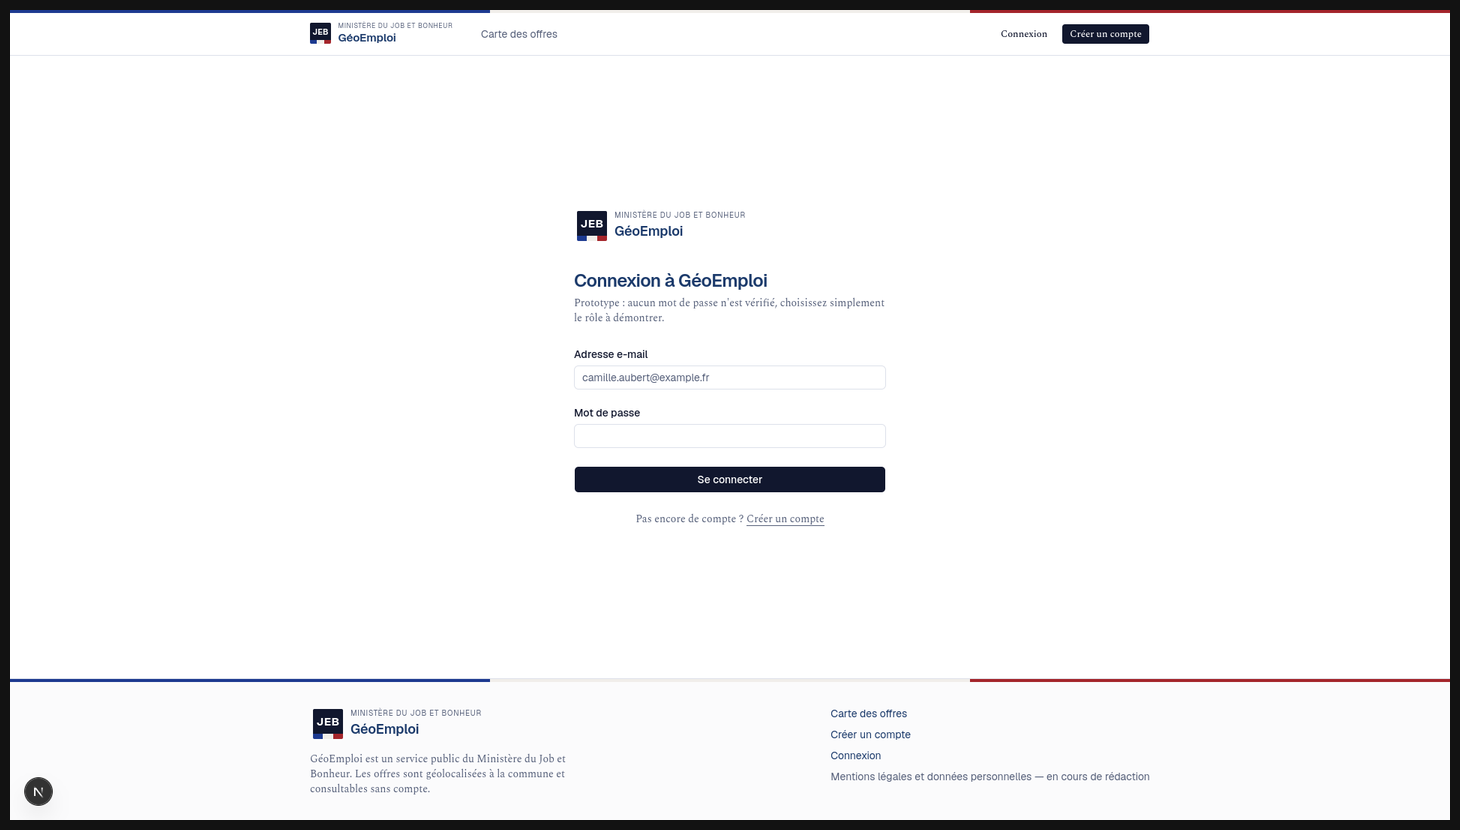 JEB
MINISTÈRE DU JOB ET BONHEUR
GéoEmploi
Carte des offres
Connexion
Créer un compte
JEB
MINISTÈRE DU JOB ET BONHEUR
GéoEmploi
Connexion à GéoEmploi
Prototype : aucun mot de passe n'est vérifié, choisissez simplement
le rôle à démontrer.
Adresse e-mail
camille.aubert@example.fr
Mot de passe
Se connecter
Pas encore de compte ? Créer un compte
JEB
MINISTÈRE DU JOB ET BONHEUR
GéoEmploi
GéoEmploi est un service public du Ministère du Job et
Bonheur. Les offres sont géolocalisées à la commune et
consultables sans compte.
Carte des offres
Créer un compte
Connexion
Mentions légales et données personnelles — en cours de rédaction
N